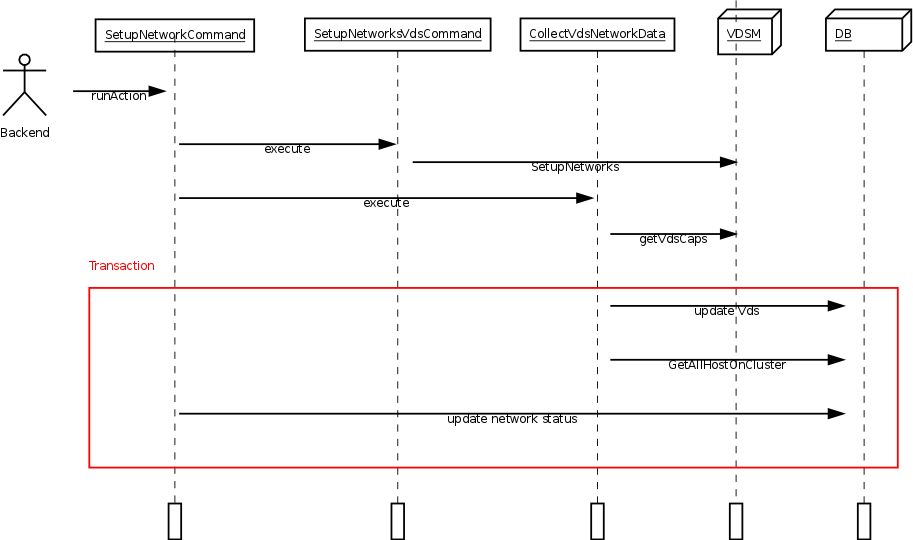 SetupNetworkCommand
SetupNetworksVdsCommand
CollectVdsNetworkData
VDSM
DB
runAction
Backend
execute
SetupNetworks
execute
getVdsCaps
Transaction
update Vds
GetAllHostOnCluster
update network status